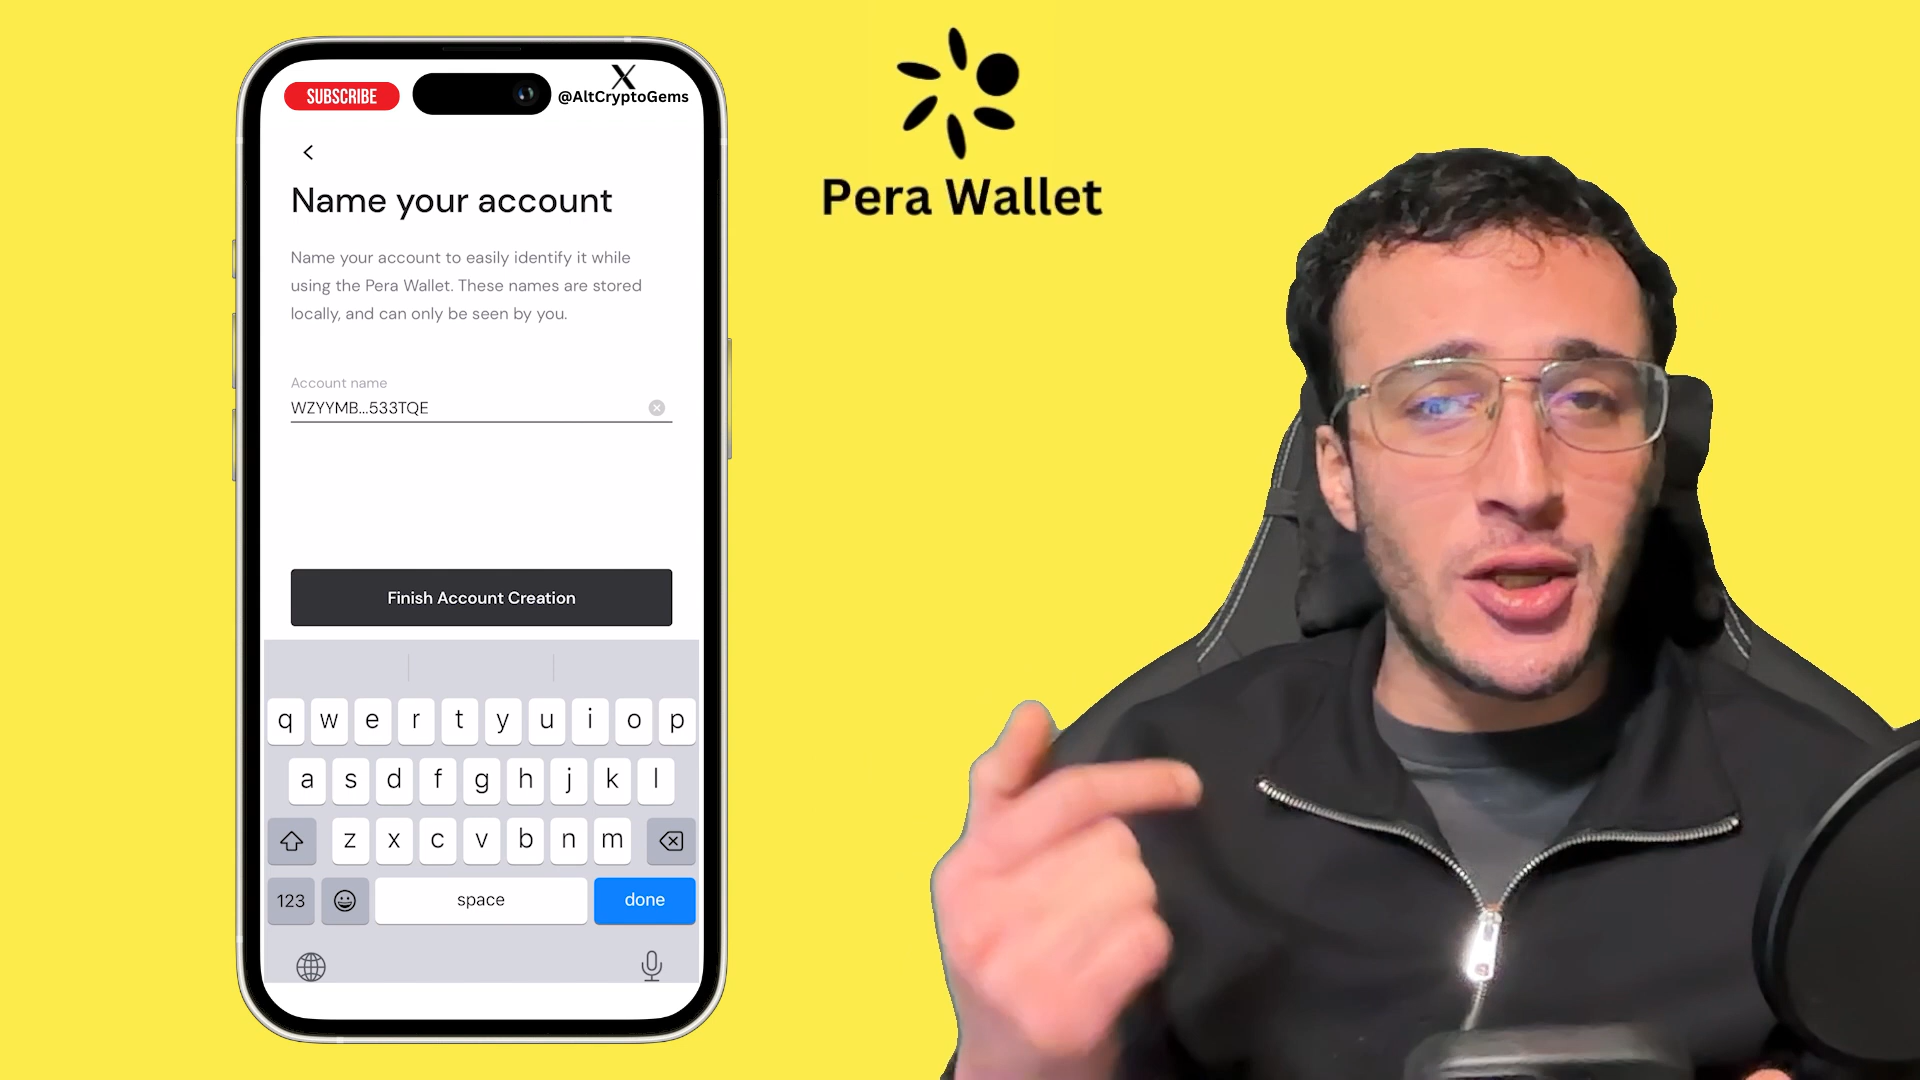 SUBSCRIBE
X
@AltCryptoGems
Name your account
Name your account to easily identify it while
using the Pera Wallet. These names are stored
locally, and can only be seen by you.
Account name
WZYYMB...533TQE
Finish Account Creation
q w e r t y u i o p
a s d f g h j k l
z x c v b n m
123 space done
Pera Wallet